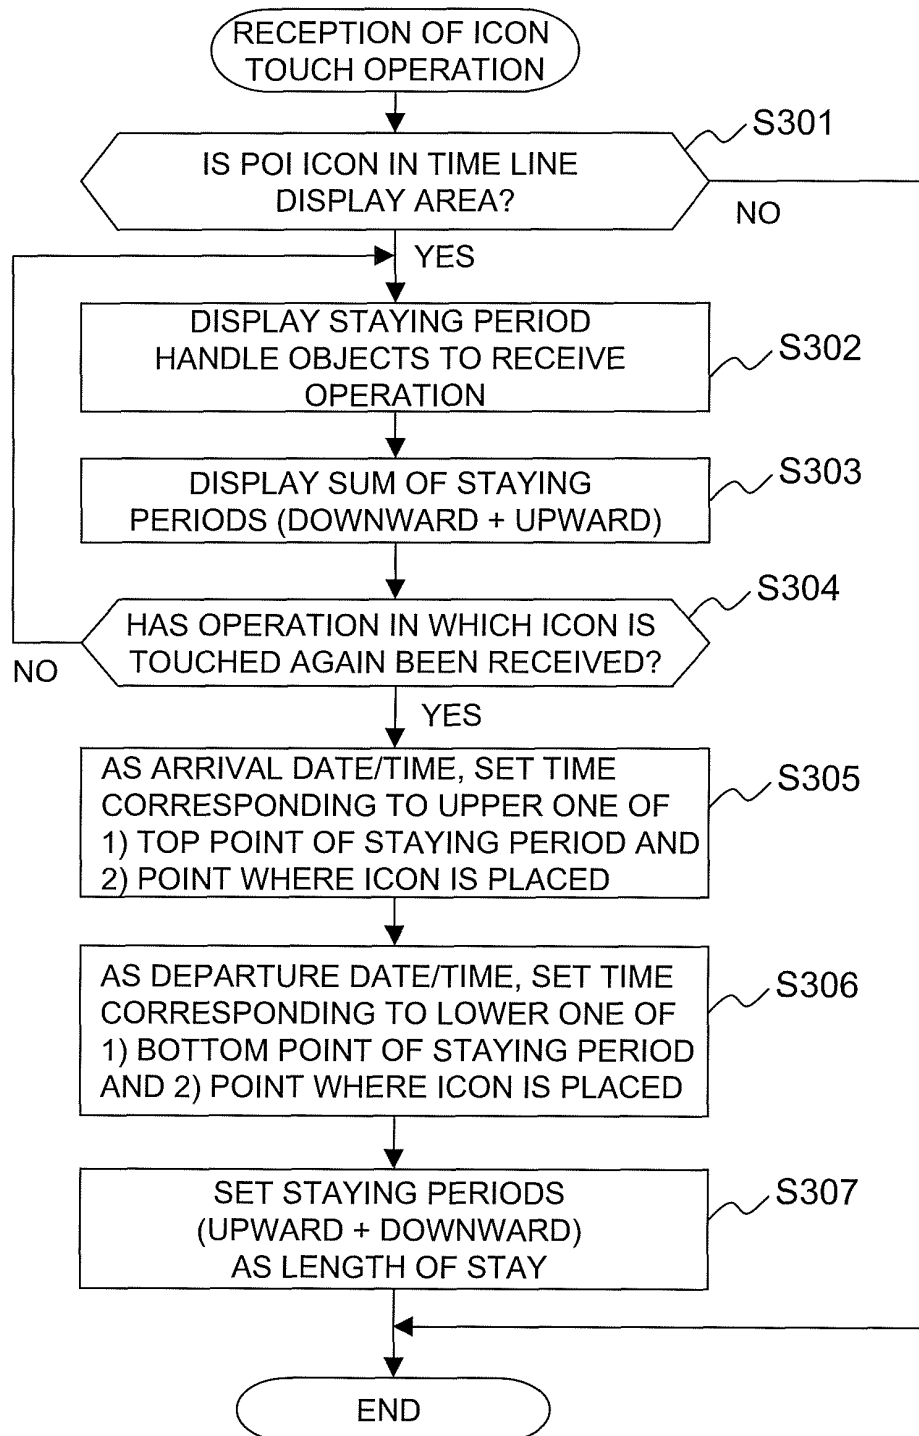 RECEPTION OF ICON
TOUCH OPERATION
S301
IS POI ICON IN TIME LINE
DISPLAY AREA?
NO
YES
DISPLAY STAYING PERIOD
HANDLE OBJECTS TO RECEIVE
OPERATION
S302
DISPLAY SUM OF STAYING
PERIODS (DOWNWARD + UPWARD)
S303
S304
HAS OPERATION IN WHICH ICON IS
TOUCHED AGAIN BEEN RECEIVED?
NO
YES
AS ARRIVAL DATE/TIME, SET TIME
CORRESPONDING TO UPPER ONE OF
1) TOP POINT OF STAYING PERIOD AND
2) POINT WHERE ICON IS PLACED
S305
AS DEPARTURE DATE/TIME, SET TIME
CORRESPONDING TO LOWER ONE OF
1) BOTTOM POINT OF STAYING PERIOD
AND 2) POINT WHERE ICON IS PLACED
S306
SET STAYING PERIODS
(UPWARD + DOWNWARD)
AS LENGTH OF STAY
S307
END